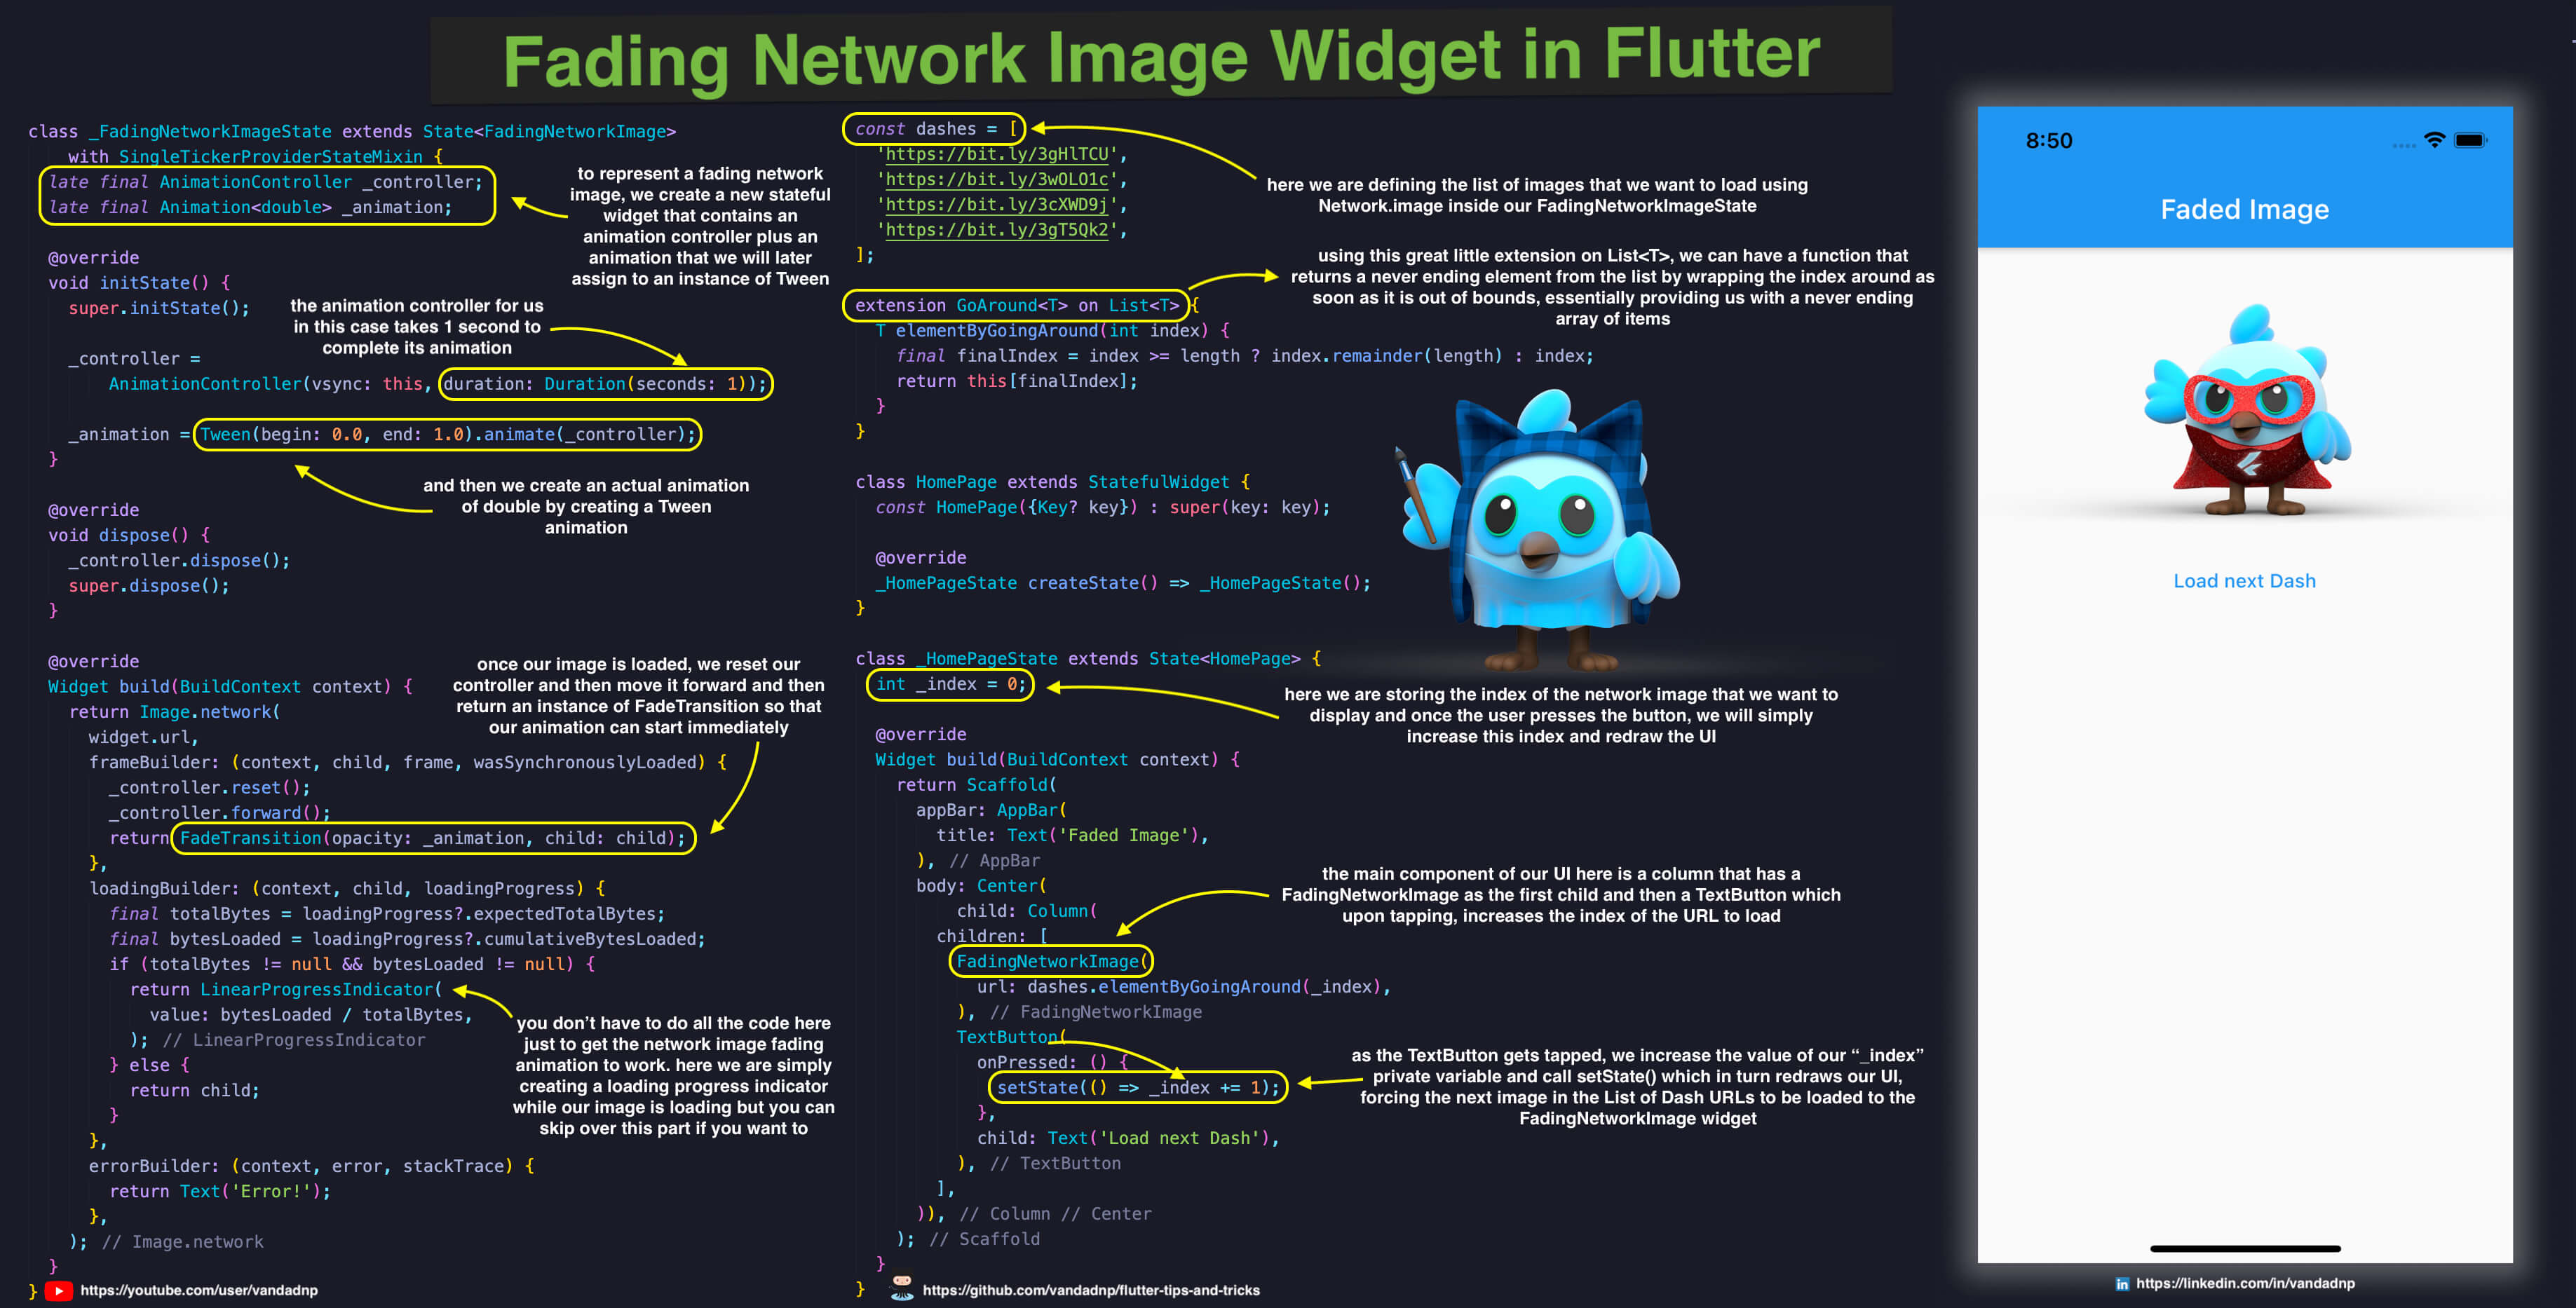 Fading Network Image Widget in Flutter
class _FadingNetworkImageState extends State<FadingNetworkImage>
with SingleTickerProviderStateMixin {
late final AnimationController _controller;
late final Animation<double> _animation;
to represent a fading network
image, we create a new stateful
widget that contains an
animation controller plus an
animation that we will later
assign to an instance of Tween
@override
void initState() {
super.initState();
the animation controller for us
in this case takes 1 second to
complete its animation
_controller =
AnimationController(vsync: this, duration: Duration(seconds: 1));
_animation = Tween(begin: 0.0, end: 1.0).animate(_controller);
}
and then we create an actual animation
of double by creating a Tween
animation
@override
void dispose() {
_controller.dispose();
super.dispose();
}
@override
Widget build(BuildContext context) {
return Image.network(
widget.url,
once our image is loaded, we reset our
controller and then move it forward and then
return an instance of FadeTransition so that
our animation can start immediately
frameBuilder: (context, child, frame, wasSynchronouslyLoaded) {
_controller.reset();
_controller.forward();
return FadeTransition(opacity: _animation, child: child);
},
loadingBuilder: (context, child, loadingProgress) {
final totalBytes = loadingProgress?.expectedTotalBytes;
final bytesLoaded = loadingProgress?.cumulativeBytesLoaded;
if (totalBytes != null && bytesLoaded != null) {
return LinearProgressIndicator(
value: bytesLoaded / totalBytes,
); // LinearProgressIndicator
} else {
return child;
}
},
you don't have to do all the code here
just to get the network image fading
animation to work. here we are simply
creating a loading progress indicator
while our image is loading but you can
skip over this part if you want to
errorBuilder: (context, error, stackTrace) {
return Text('Error!');
},
); // Image.network
}
}
https://youtube.com/user/vandadnp
const dashes = [
'https://bit.ly/3gHlTCU',
'https://bit.ly/3wOLO1c',
'https://bit.ly/3cXWD9j',
'https://bit.ly/3gT5Qk2',
];
here we are defining the list of images that we want to load using
Network.image inside our FadingNetworkImageState
using this great little extension on List<T>, we can have a function that
returns a never ending element from the list by wrapping the index around as
soon as it is out of bounds, essentially providing us with a never ending
array of items
extension GoAround<T> on List<T> {
T elementByGoingAround(int index) {
final finalIndex = index >= length ? index.remainder(length) : index;
return this[finalIndex];
}
}
class HomePage extends StatefulWidget {
const HomePage({Key? key}) : super(key: key);
@override
_HomePageState createState() => _HomePageState();
}
class _HomePageState extends State<HomePage> {
int _index = 0;
here we are storing the index of the network image that we want to
display and once the user presses the button, we will simply
increase this index and redraw the UI
@override
Widget build(BuildContext context) {
return Scaffold(
appBar: AppBar(
title: Text('Faded Image'),
), // AppBar
body: Center(
child: Column(
children: [
the main component of our UI here is a column that has a
FadingNetworkImage as the first child and then a TextButton which
upon tapping, increases the index of the URL to load
FadingNetworkImage(
url: dashes.elementByGoingAround(_index),
), // FadingNetworkImage
TextButton(
onPressed: () {
setState(() => _index += 1);
},
child: Text('Load next Dash'),
), // TextButton
],
)), // Column // Center
); // Scaffold
}
}
as the TextButton gets tapped, we increase the value of our “_index”
private variable and call setState() which in turn redraws our UI,
forcing the next image in the List of Dash URLs to be loaded to the
FadingNetworkImage widget
https://github.com/vandadnp/flutter-tips-and-tricks
8:50
Faded Image
Load next Dash
in https://linkedin.com/in/vandadnp